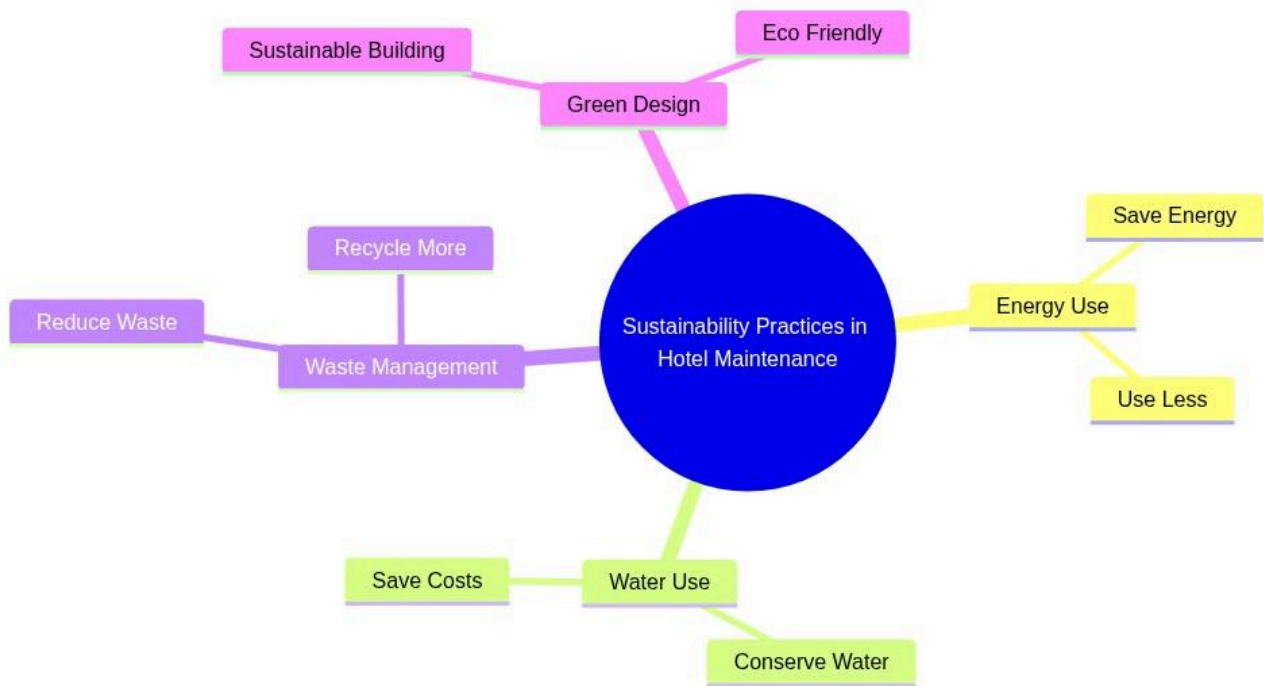 Sustainable Building
Eco Friendly
Green Design
Save Energy
Recycle More
Energy Use
Reduce Waste
Sustainability Practices in
Hotel Maintenance
Waste Management
Use Less
Save Costs
Water Use
Conserve Water